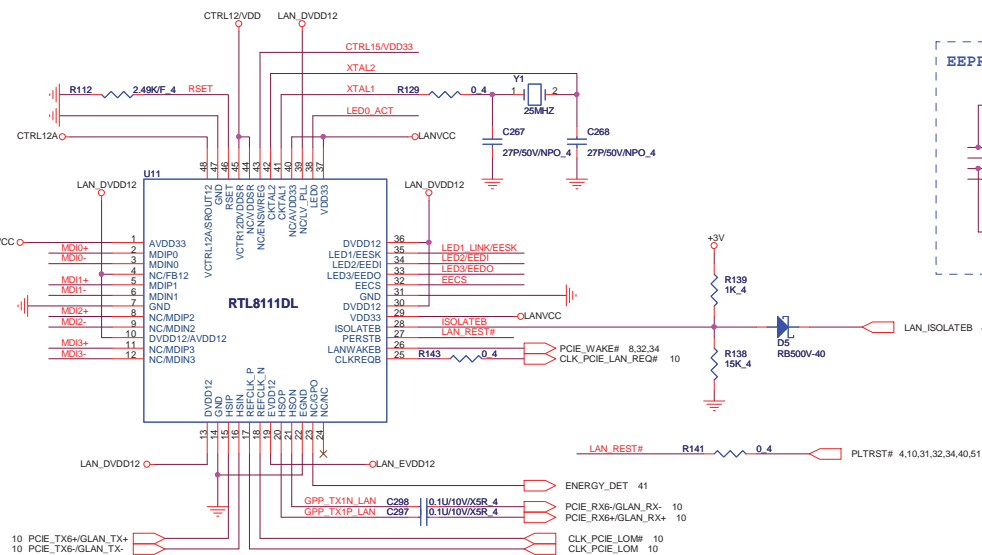 CTRL12/VDD LAN_DVDD12
EEPR
CTRL15/VDD33
XTAL2
R112 2.49K/F_4 RSET XTAL1 R129 0_4 1 Y1 2
25MHZ
LED0_ACT
CTRL12A LANVCC C267 C268
27P/50V/NPO_4 27P/50V/NPO_4
48 47 46 45 44 43 42 41 40 39 38 37
U11
LAN_DVDD12 LAN_DVDD12
VCTRL12A/SROUT12 GND RSET VCTR12DVDDSR NC/VDDSR NC/ENSWREG CKTAL2 CKTAL1 NC/AVDD33 NC/LV_PLL LED0 VDD33
VCC 1 AVDD33 DVDD12 36
MDI0+ 2 MDIP0 LED1/EESK 35 LED1_LINK/EESK
MDI0- 3 MDIN0 LED2/EEDI 34 LED2/EEDI
4 NC/FB12 LED3/EEDO 33 LED3/EEDO
MDI1+ 5 MDIP1 EECS 32 EECS
MDI1- 6 MDIN1 GND 31
7 GND DVDD12 30
MDI2+ 8 NC/MDIP2 VDD33 29 LANVCC
MDI2- 9 NC/MDIN2 ISOLATEB 28 ISOLATEB
10 DVDD12/AVDD12 PERSTB 27 LAN_REST#
MDI3+ 11 NC/MDIP3 LANWAKEB 26 PCIE_WAKE# 8,32,34
MDI3- 12 NC/MDIN3 CLKREQB 25 R143 0_4 CLK_PCIE_LAN_REQ# 10
RTL8111DL
+3V
R139
1K_4
LAN_ISOLATEB
D5
RB500V-40
R138
15K_4
DVDD12 GND HSIP HSIN REFCLK_P REFCLK_N EVDD12 HSOP HSON EGND NC/GPO NC/NC
13 14 15 16 17 18 19 20 21 22 23 24
LAN_DVDD12 LAN_EVDD12
LAN_REST# R141 0_4 PLTRST# 4,10,31,32,34,40,51
ENERGY_DET 41
GPP_TX1N_LAN C298 0.1U/10V/X5R_4 PCIE_RX6-/GLAN_RX- 10
GPP_TX1P_LAN C297 0.1U/10V/X5R_4 PCIE_RX6+/GLAN_RX+ 10
10 PCIE_TX6+/GLAN_TX+ CLK_PCIE_LOM# 10
10 PCIE_TX6-/GLAN_TX- CLK_PCIE_LOM 10